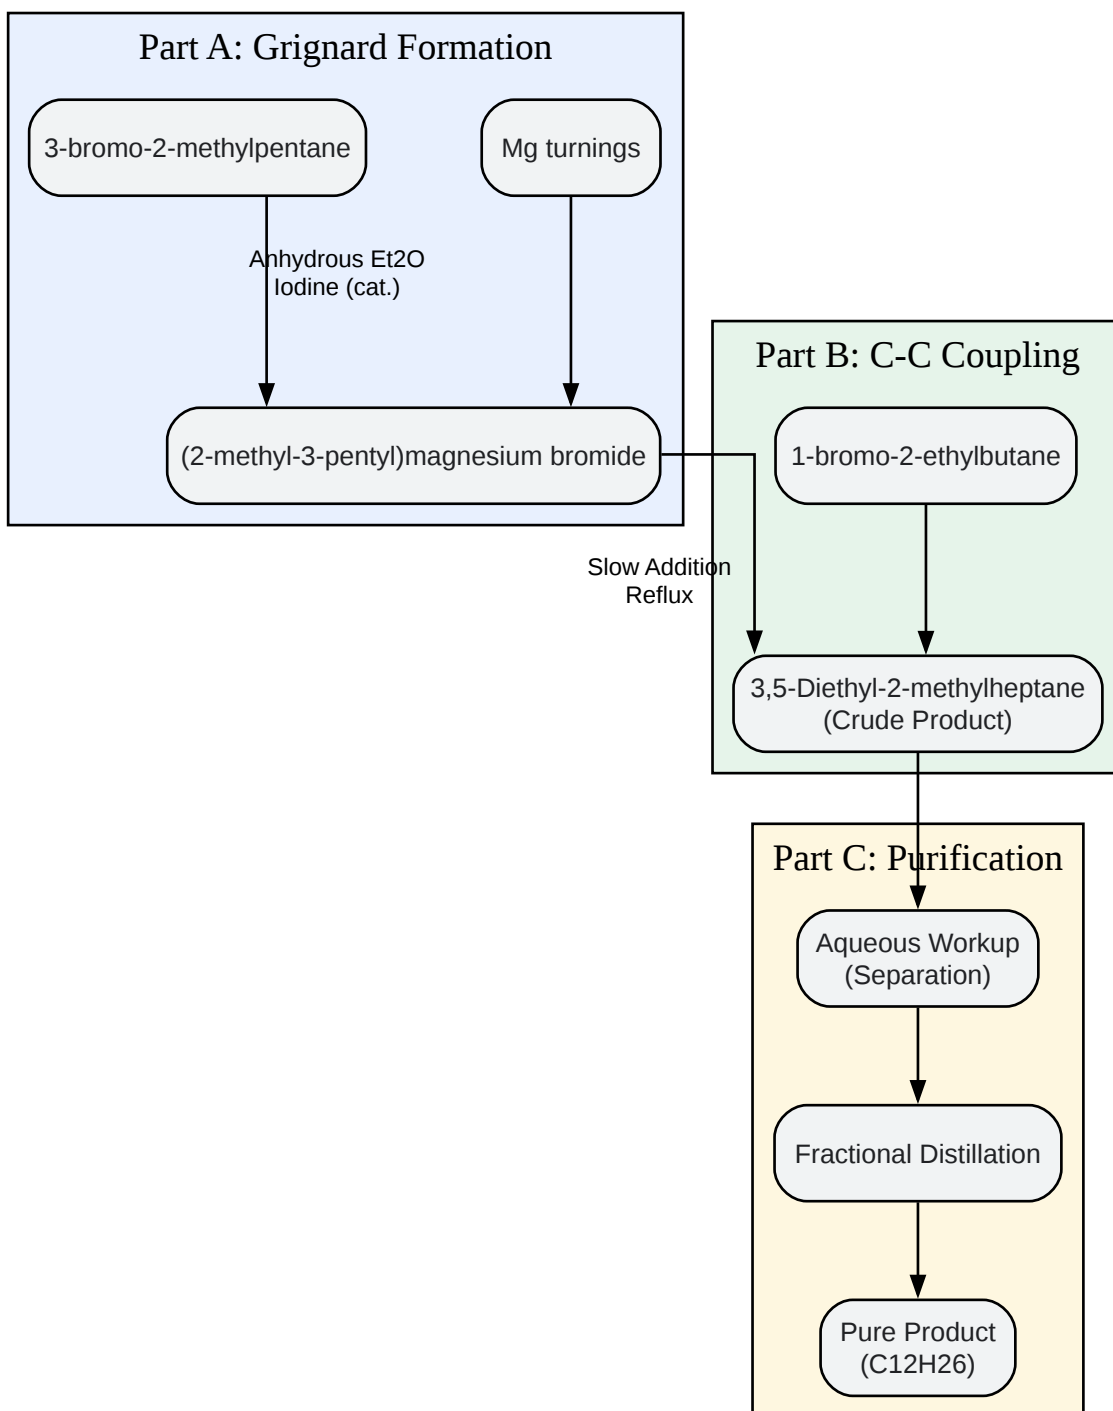 Part A: Grignard Formation
3-bromo-2-methylpentane
Mg turnings
Anhydrous Et2O
Iodine (cat.)
(2-methyl-3-pentyl)magnesium bromide
Part B: C-C Coupling
1-bromo-2-ethylbutane
Slow Addition
Reflux
3,5-Diethyl-2-methylheptane
(Crude Product)
Part C: Purification
Aqueous Workup
(Separation)
Fractional Distillation
Pure Product
(C12H26)